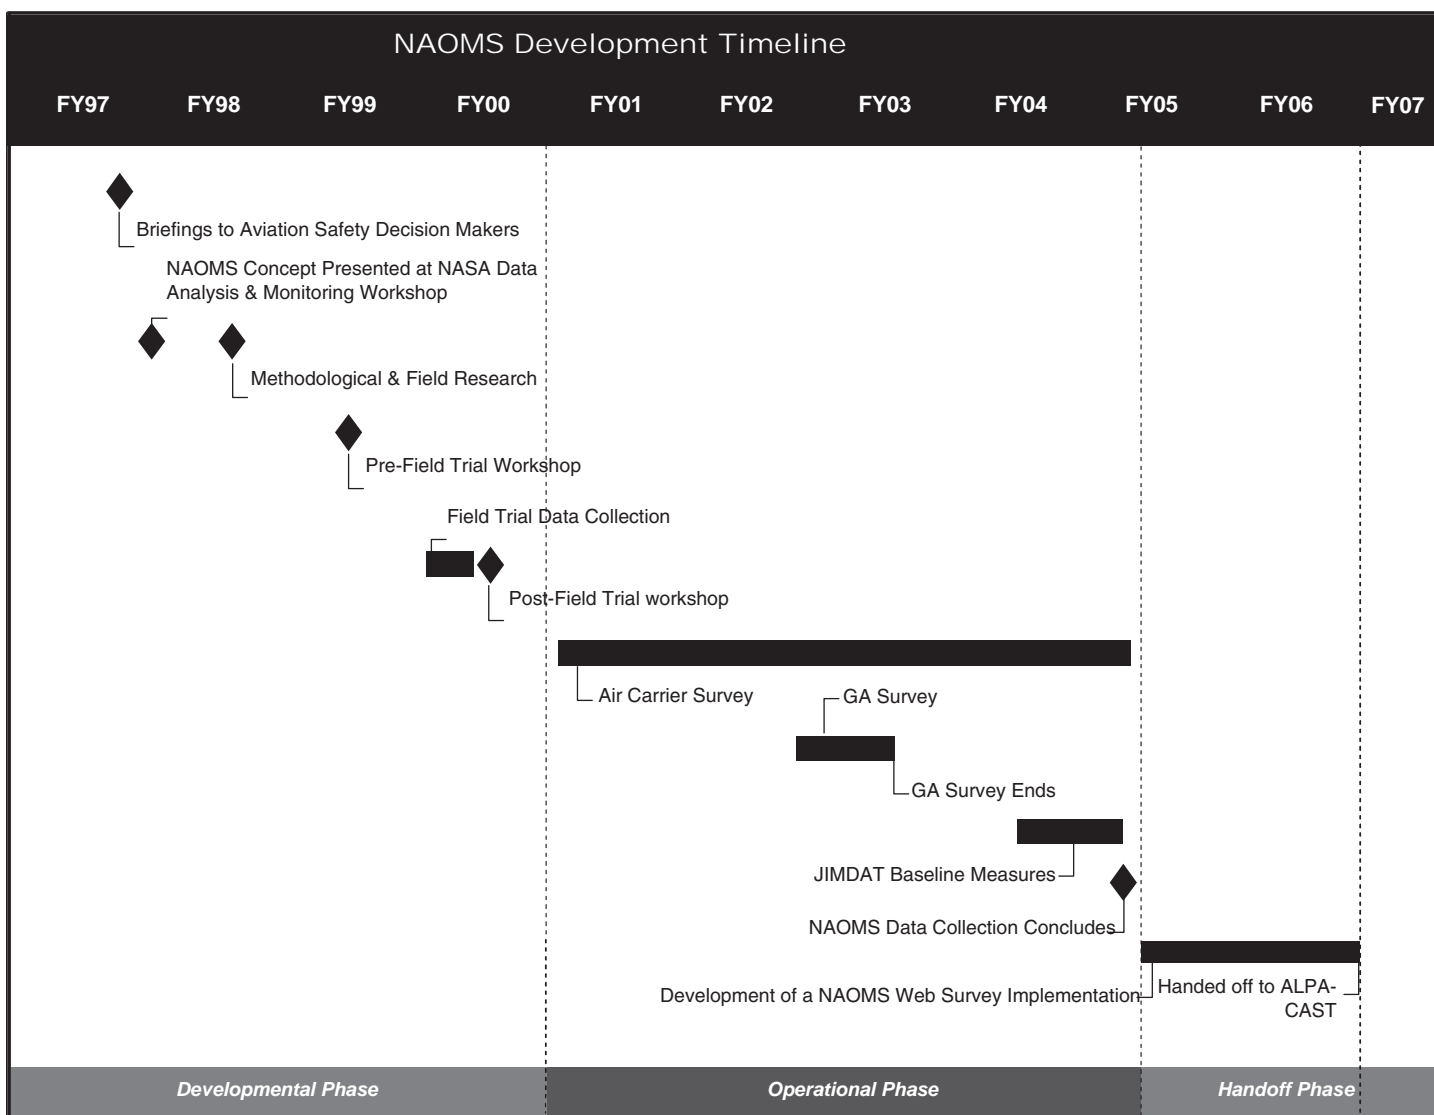 NAOMS Development Timeline
FY97 FY98 FY99 FY00 FY01 FY02 FY03 FY04 FY05 FY06 FY07
Briefings to Aviation Safety Decision Makers
NAOMS Concept Presented at NASA Data
Analysis & Monitoring Workshop
Methodological & Field Research
Pre-Field Trial Workshop
Field Trial Data Collection
Post-Field Trial workshop
Air Carrier Survey
GA Survey
GA Survey Ends
JIMDAT Baseline Measures
NAOMS Data Collection Concludes
Development of a NAOMS Web Survey Implementation
Handed off to ALPA-
CAST
Developmental Phase Operational Phase Handoff Phase